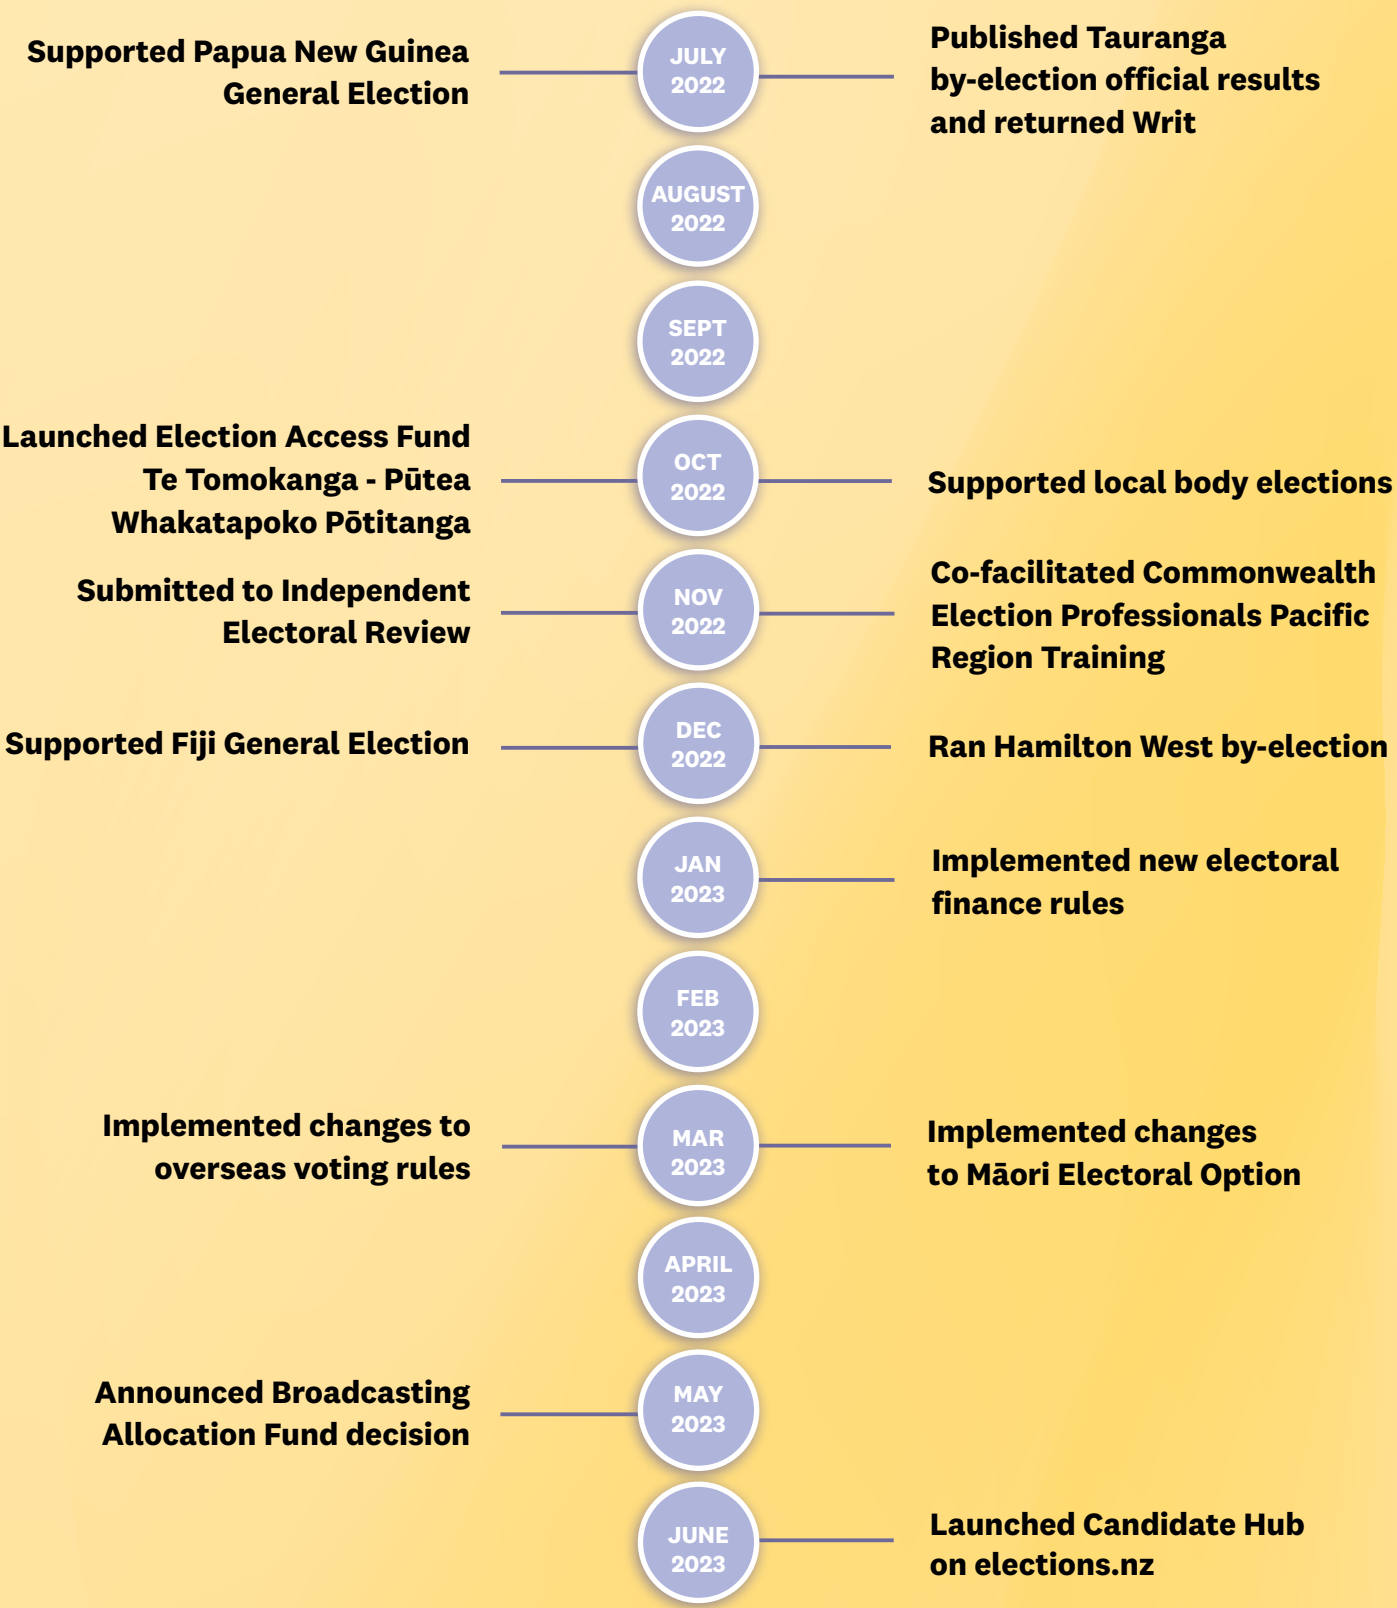 Supported Papua New Guinea
General Election
JULY
2022
Published Tauranga
by-election official results
and returned Writ
AUGUST
2022
SEPT
2022
Launched Election Access Fund
Te Tomokanga - Pūtea
Whakatapoko Pōtitanga
OCT
2022
Supported local body elections
Submitted to Independent
Electoral Review
NOV
2022
Co-facilitated Commonwealth
Election Professionals Pacific
Region Training
Supported Fiji General Election
DEC
2022
Ran Hamilton West by-election
JAN
2023
Implemented new electoral
finance rules
FEB
2023
Implemented changes to
overseas voting rules
MAR
2023
Implemented changes
to Māori Electoral Option
APRIL
2023
Announced Broadcasting
Allocation Fund decision
MAY
2023
JUNE
2023
Launched Candidate Hub
on elections.nz